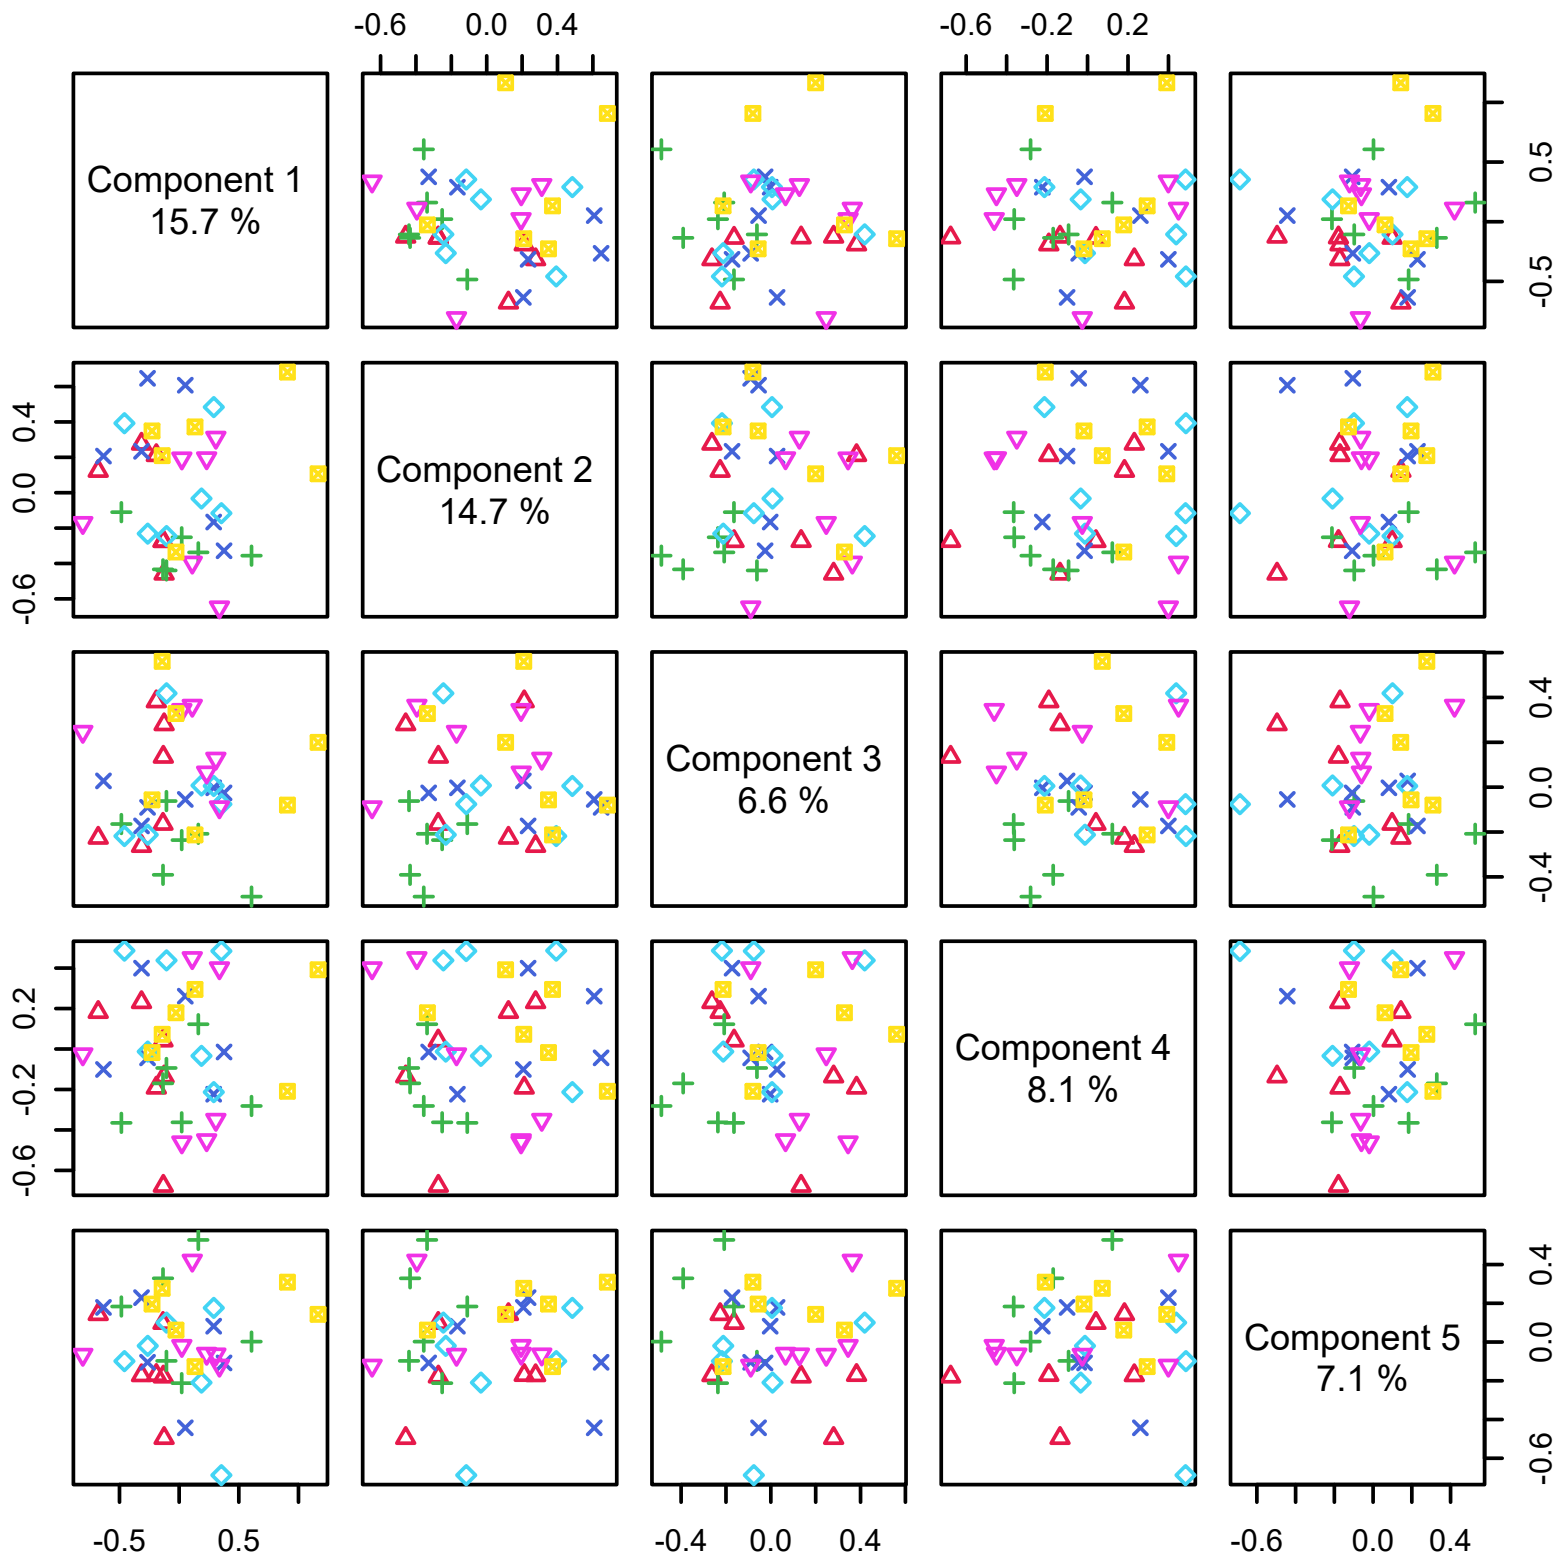 -0.6 0.0 0.4 -0.6 -0.2 0.2
Component 1
15.7 %
-0.5 0.5
Component 2
14.7 %
-0.6 0.0 0.4
Component 3
6.6 %
-0.4 0.0 0.4
Component 4
8.1 %
-0.6 -0.2 0.2
Component 5
7.1 %
-0.6 0.0 0.4
-0.5 0.5 -0.4 0.0 0.4 -0.6 0.0 0.4